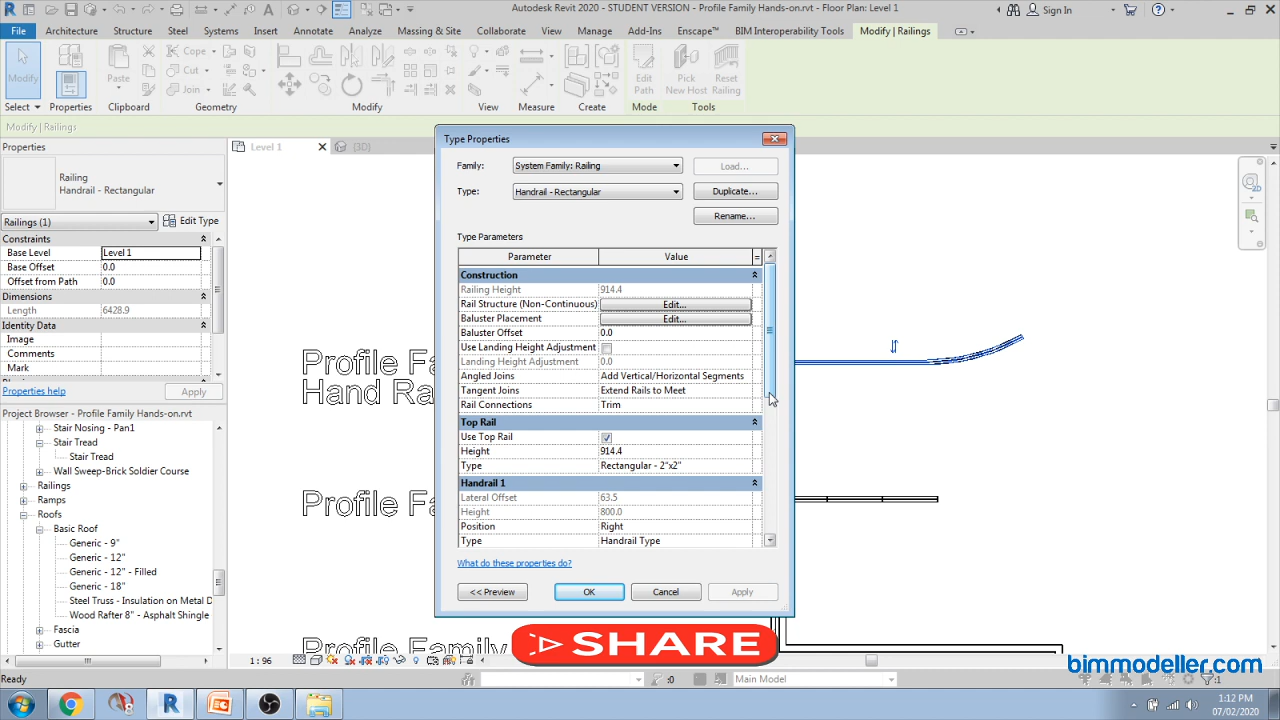 Autodesk Revit 2020 - STUDENT VERSION - Profile Family Hands-on.rvt - Floor Plan: Level 1
Sign In
File Architecture Structure Steel Systems Insert Annotate Analyze Massing & Site Collaborate View Manage Add-Ins Enscape™ BIM Interoperability Tools Modify | Railings
Modify
Properties
Paste
Cope
Cut
Join
Edit Path
Pick New Host
Reset Railing
Select Properties Clipboard Geometry Modify View Measure Create Mode Tools
Modify | Railings
Properties
Level 1
{3D}
Railing
Handrail - Rectangular
Railings (1)
Edit Type
Constraints
Base Level Level 1
Base Offset 0.0
Offset from Path 0.0
Dimensions
Length 6428.9
Identity Data
Image
Comments
Mark
Properties help
Apply
Project Browser - Profile Family Hands-on.rvt
Stair Nosing - Pan1
Stair Tread
Stair Tread
Wall Sweep-Brick Soldier Course
Railings
Ramps
Roofs
Basic Roof
Generic - 9"
Generic - 12"
Generic - 12" - Filled
Generic - 18"
Steel Truss - Insulation on Metal D
Wood Rafter 8" - Asphalt Shingle
Fascia
Gutter
Profile Fa
Hand Ra
Profile Fa
Profile Family
Type Properties
Family: System Family: Railing Load...
Type: Handrail - Rectangular Duplicate...
Rename...
Type Parameters
Parameter Value =
Construction
Railing Height 914.4
Rail Structure (Non-Continuous) Edit...
Baluster Placement Edit...
Baluster Offset 0.0
Use Landing Height Adjustment
Landing Height Adjustment 0.0
Angled Joins Add Vertical/Horizontal Segments
Tangent Joins Extend Rails to Meet
Rail Connections Trim
Top Rail
Use Top Rail
Height 914.4
Type Rectangular - 2"x2"
Handrail 1
Lateral Offset 63.5
Height 800.0
Position Right
Type Handrail Type
What do these properties do?
<< Preview OK Cancel Apply
SHARE
1 : 96
bimmodeller.com
Ready
:0
Main Model
:1
1:12 PM
07/02/2020